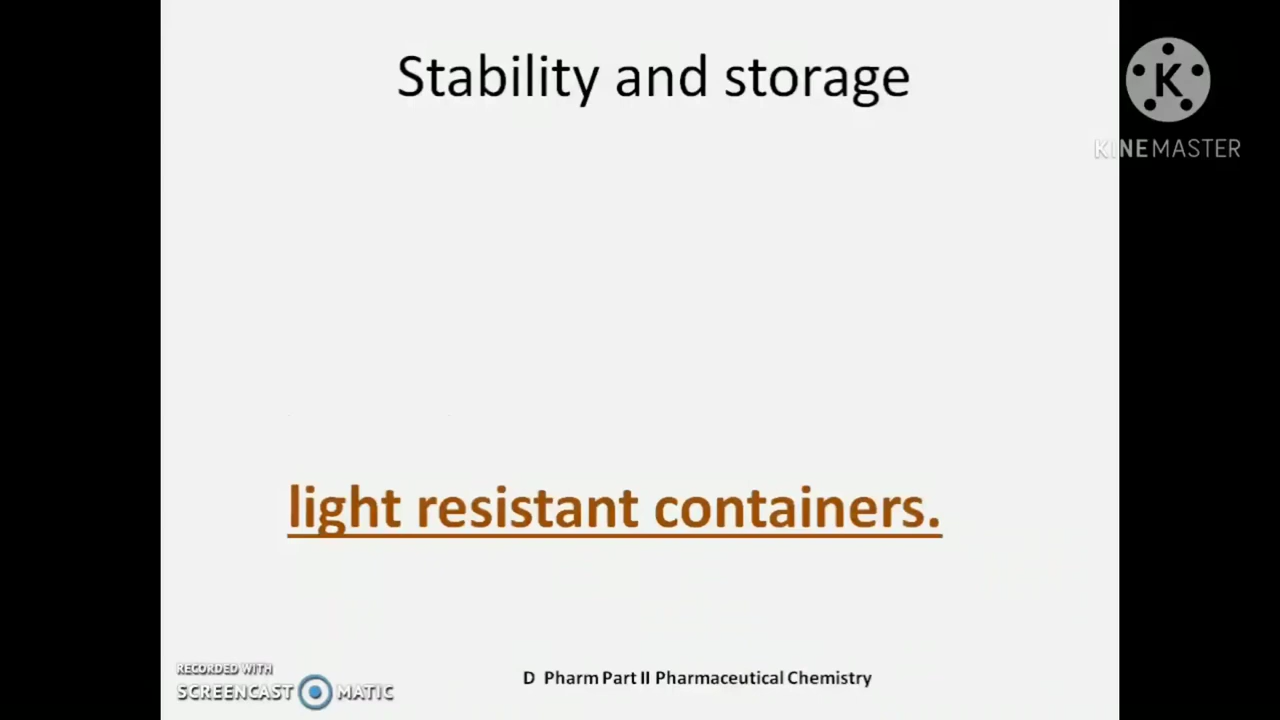 Stability and storage
K
KINEMASTER
light resistant containers.
RECORDED WITH
SCREENCAST MATIC
D Pharm Part II Pharmaceutical Chemistry